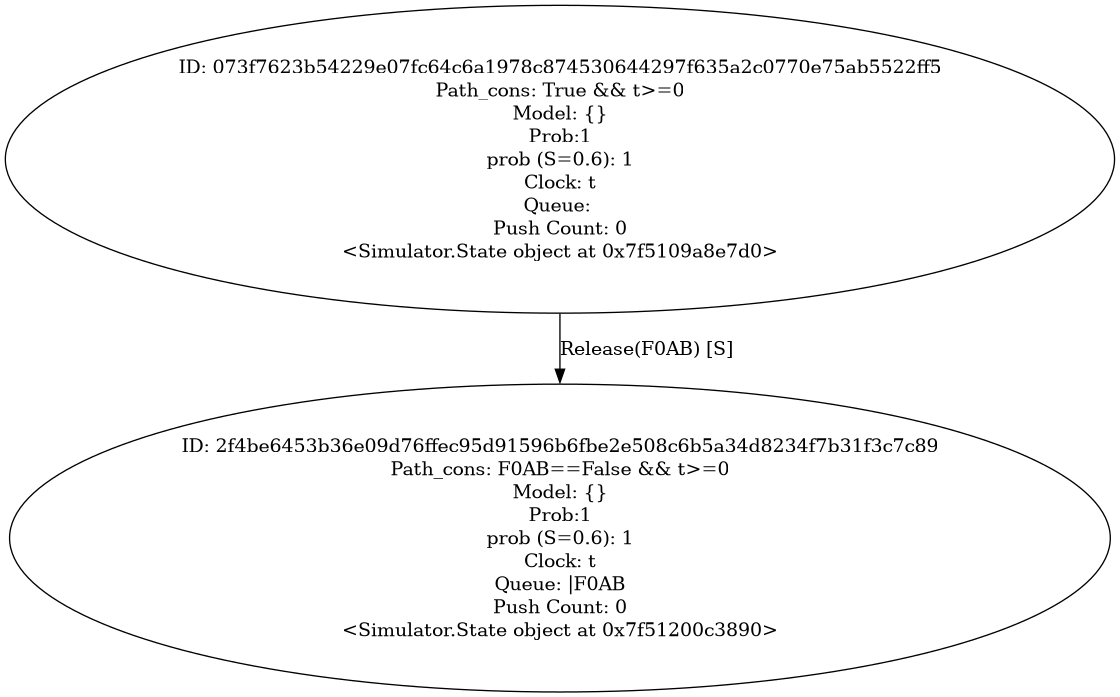 ID: 073f7623b54229e07fc64c6a1978c874530644297f635a2c0770e75ab5522ff5
Path_cons: True && t>=0
Model: {}
Prob:1
prob (S=0.6): 1
Clock: t
Queue:
Push Count: 0
<Simulator.State object at 0x7f5109a8e7d0>
Release(F0AB) [S]
ID: 2f4be6453b36e09d76ffec95d91596b6fbe2e508c6b5a34d8234f7b31f3c7c89
Path_cons: F0AB==False && t>=0
Model: {}
Prob:1
prob (S=0.6): 1
Clock: t
Queue: |F0AB
Push Count: 0
<Simulator.State object at 0x7f51200c3890>